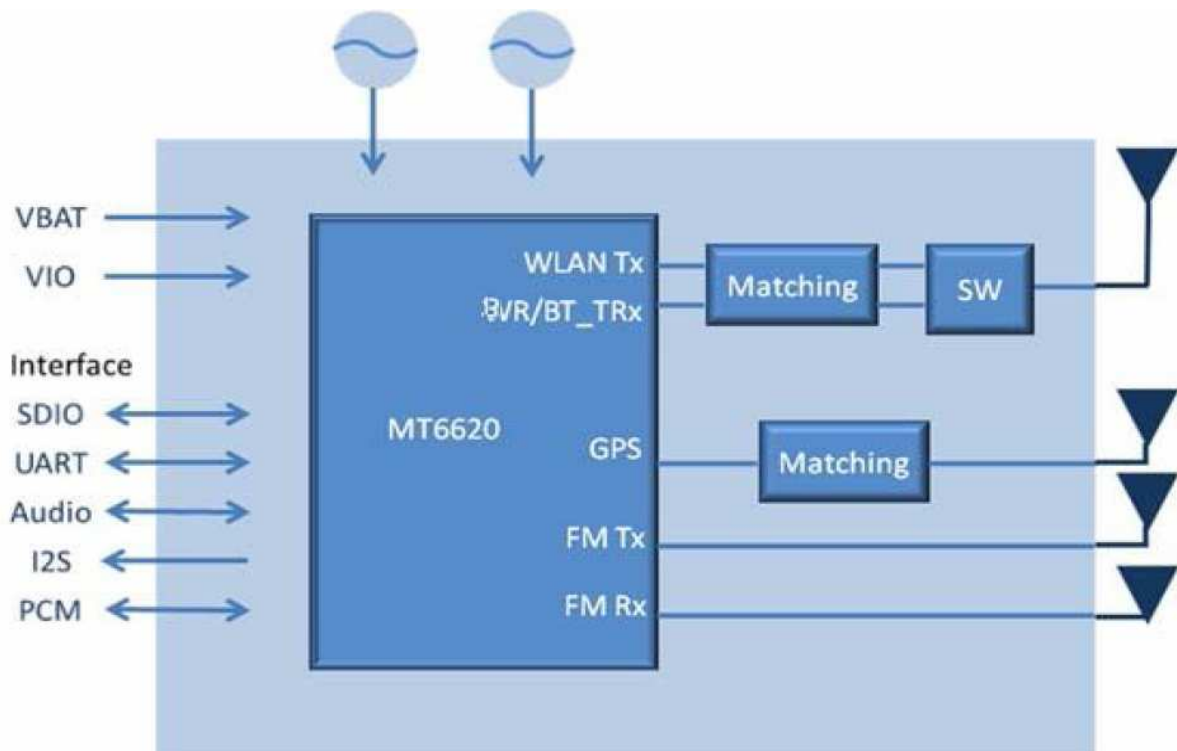 VBAT
VIO
Interface
SDIO
UART
Audio
I2S
PCM
MT6620
WLAN Tx
VR/BT_TRx
GPS
FM Tx
FM Rx
Matching
SW
Matching